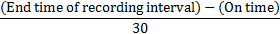 (End time of recording interval) − (On time)
30